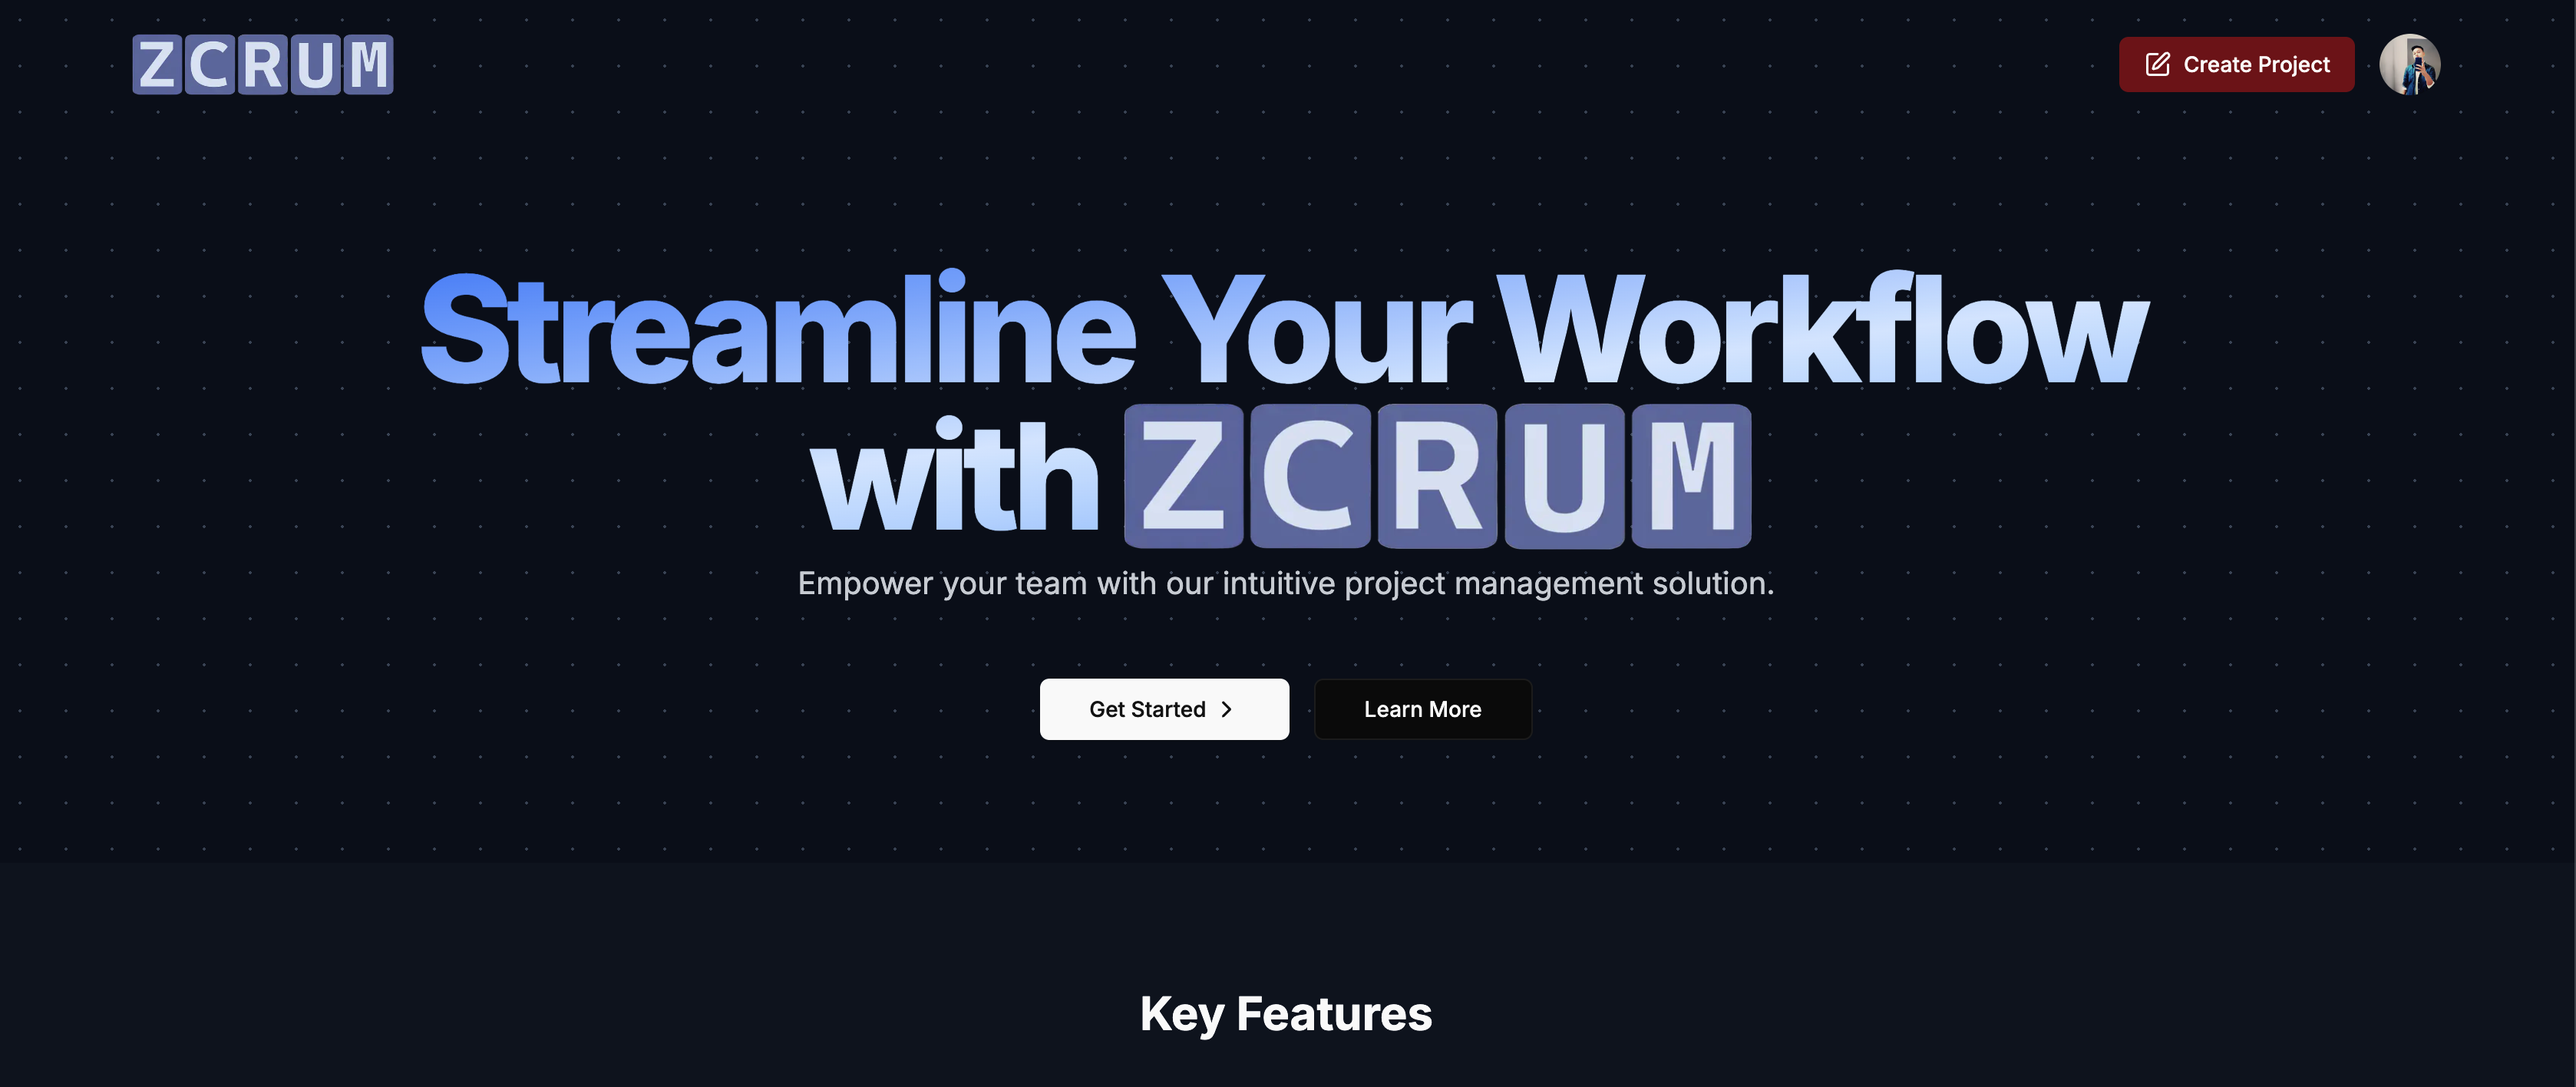 ZCRUM
Create Project
Streamline Your Workflow
with ZCRUM
Empower your team with our intuitive project management solution.
Get Started
Learn More
Key Features